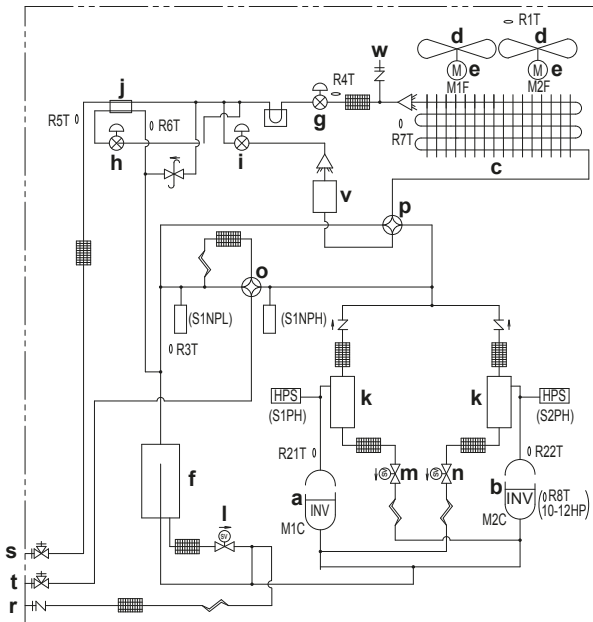 R1T
w
d
d
M
e
M
e
M1F
M2F
j
R4T
R5T
R6T
g
R7T
h
i
c
v
p
o
(S1NPL)
(S1NPH)
R3T
HPS
k
k
HPS
(S1PH)
(S2PH)
R21T
R22T
m
n
f
a
b
INV
INV
R8T
10-12HP
l
M1C
M2C
SV
s
t
r